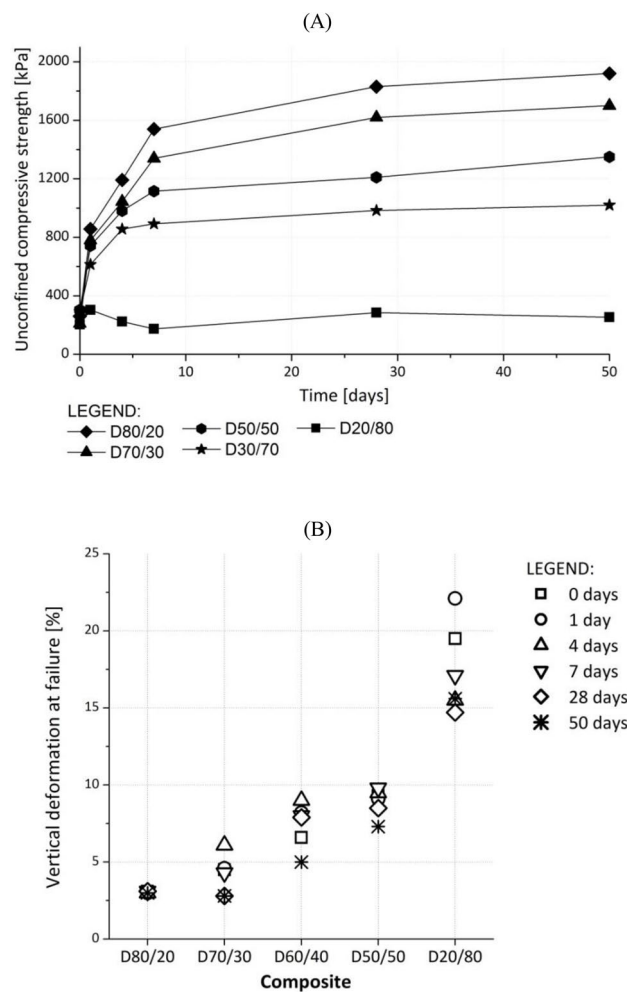 (A)
Unconfined compressive strength [kPa]
2000
1600
1200
800
400
0
0 10 20 30 40 50
Time [days]
LEGEND:
D80/20 D50/50 D20/80
D70/30 D30/70
(B)
Vertical deformation at failure [%]
25
20
15
10
5
0
D80/20 D70/30 D60/40 D50/50 D20/80
Composite
LEGEND:
0 days
1 day
4 days
7 days
28 days
50 days